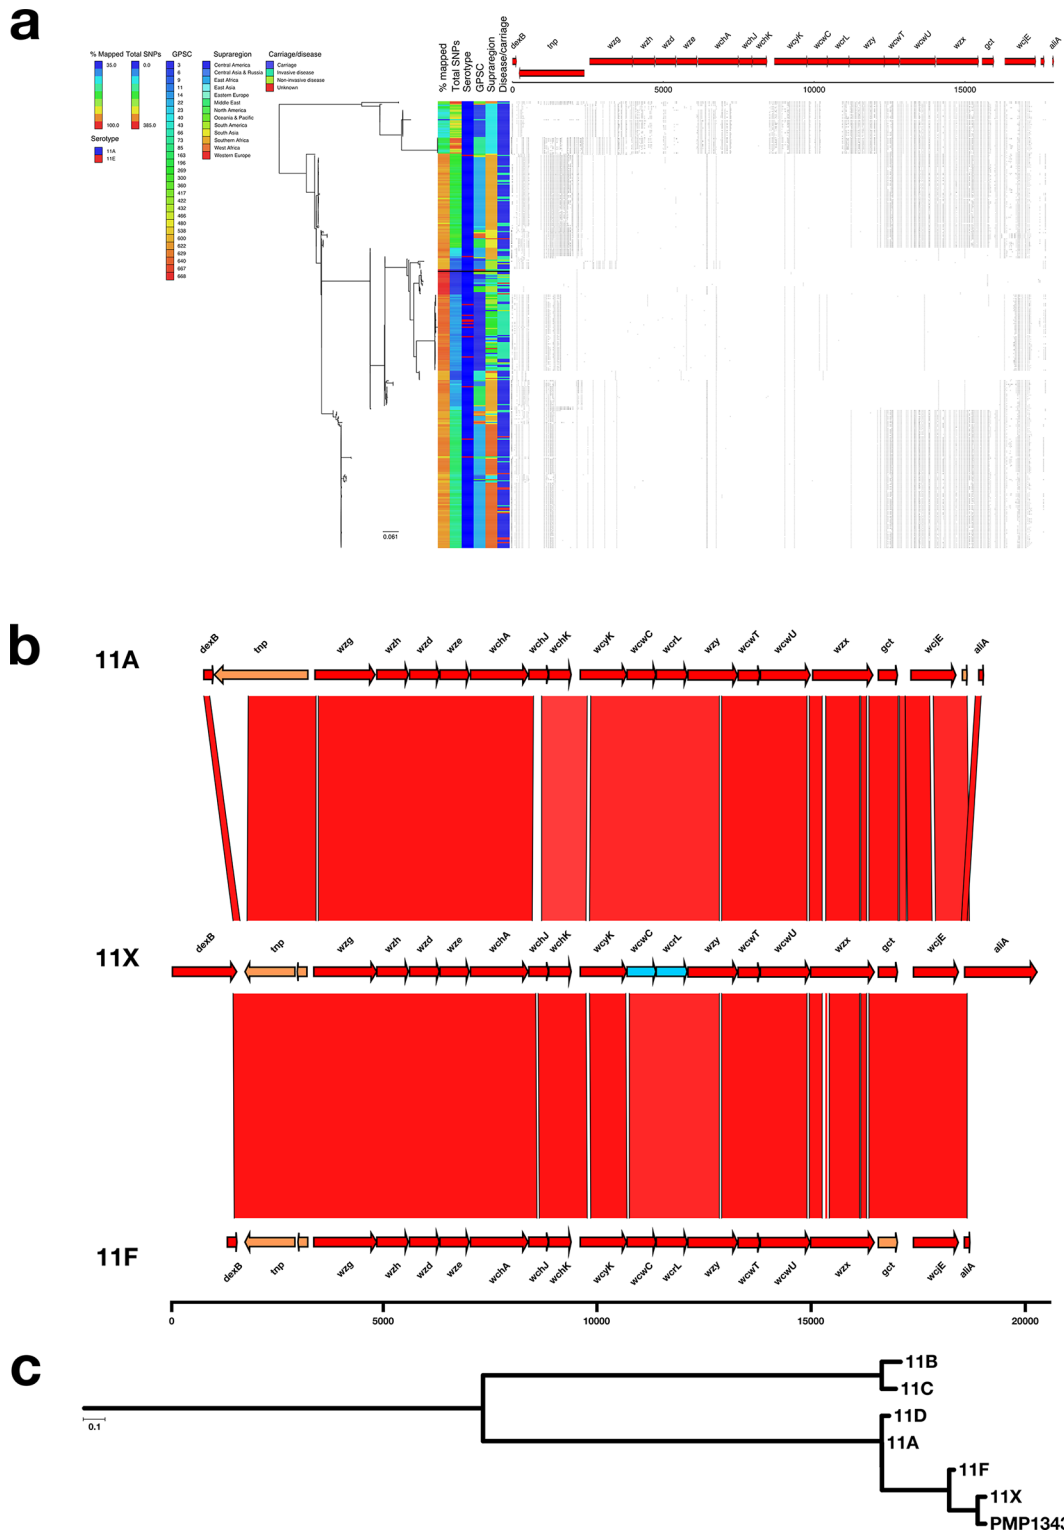 a
% Mapped Total SNPs GPSC Supraregion Carriage/disease
35.0 0.0
100.0 385.0
Serotype
11A
11E
3
6
9
11
14
22
23
40
43
66
73
85
163
196
269
300
360
417
422
432
466
480
538
600
622
629
640
667
668
Central America
Central Asia & Russia
East Africa
East Asia
Eastern Europe
Middle East
North America
Oceania & Pacific
South America
South Asia
Southern Africa
West Africa
Western Europe
Carriage
Invasive disease
Non-invasive disease
Unknown
% mapped
Total SNPs
Serotype
GPSC
Supraregion
Disease/carriage
dexB tnp wzg wzh wzd wze wchA wchJ wchK wcyK wcwC wcrL wzy wcwT wcwU wzx gct wcjE aliA
0 5000 10000 15000
0.061
b
dexB tnp wzg wzh wzd wze wchA wchJ wchK wcyK wcwC wcrL wzy wcwT wcwU wzx gct wcjE aliA
11A
dexB tnp wzg wzh wzd wze wchA wchJ wchK wcyK wcwC wcrL wzy wcwT wcwU wzx gct wcjE aliA
11X
11F
dexB tnp wzg wzh wzd wze wchA wchJ wchK wcyK wcwC wcrL wzy wcwT wcwU wzx gct wcjE aliA
0 5000 10000 15000 20000
c
11B
11C
11D
11A
11F
11X
PMP1343
0.1